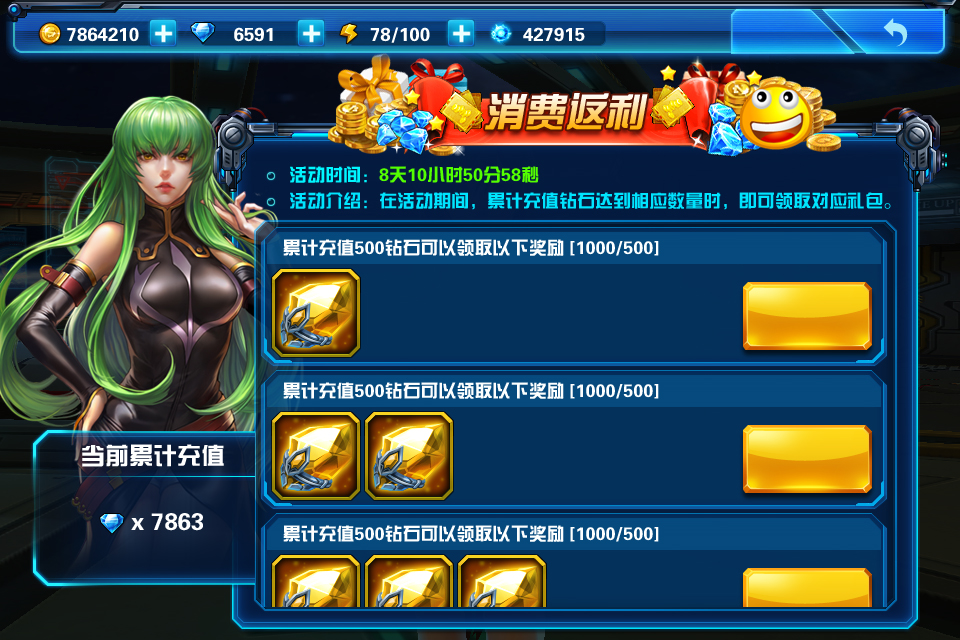 7864210
6591
78/100
427915
消费返利
活动时间：8天10小时50分58秒
活动介绍：在活动期间，累计充值钻石达到相应数量时，即可领取对应礼包。
累计充值500钻石可以领取以下奖励 [1000/500]
累计充值500钻石可以领取以下奖励 [1000/500]
当前累计充值
x 7863
累计充值500钻石可以领取以下奖励 [1000/500]